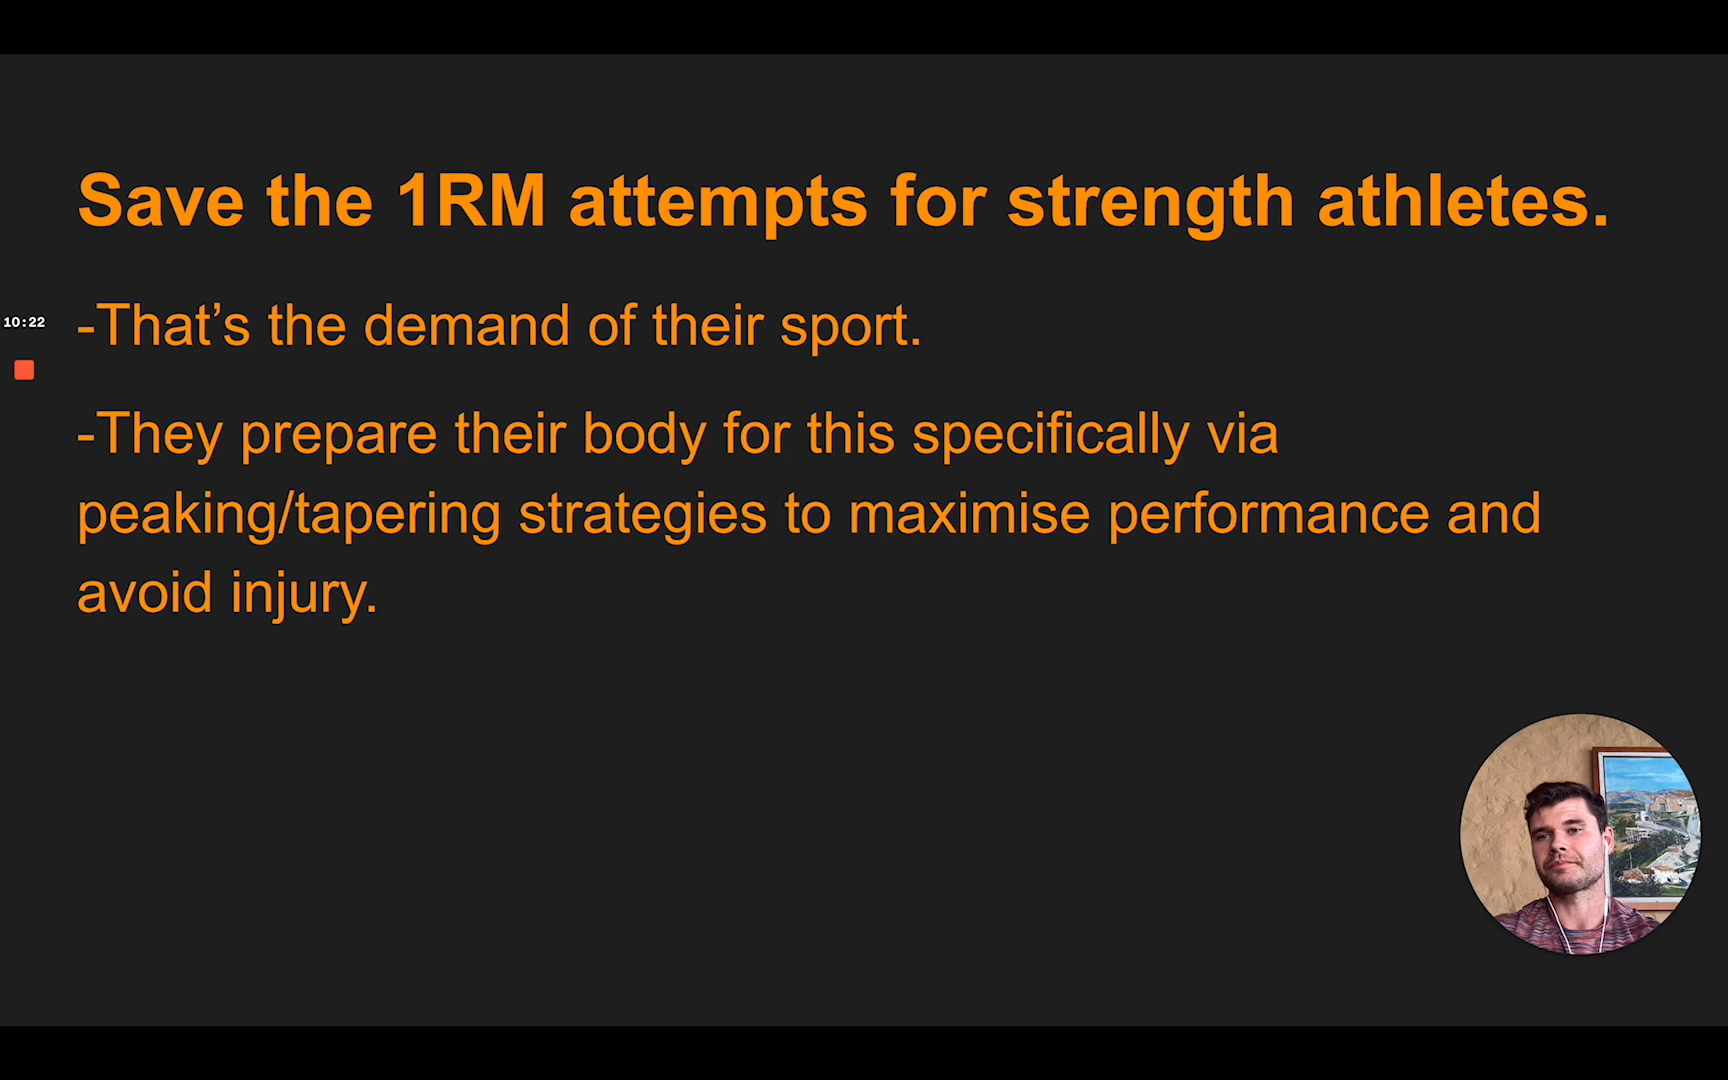 Save the 1RM attempts for strength athletes.
-That’s the demand of their sport.
10:22
-They prepare their body for this specifically via
peaking/tapering strategies to maximise performance and
avoid injury.